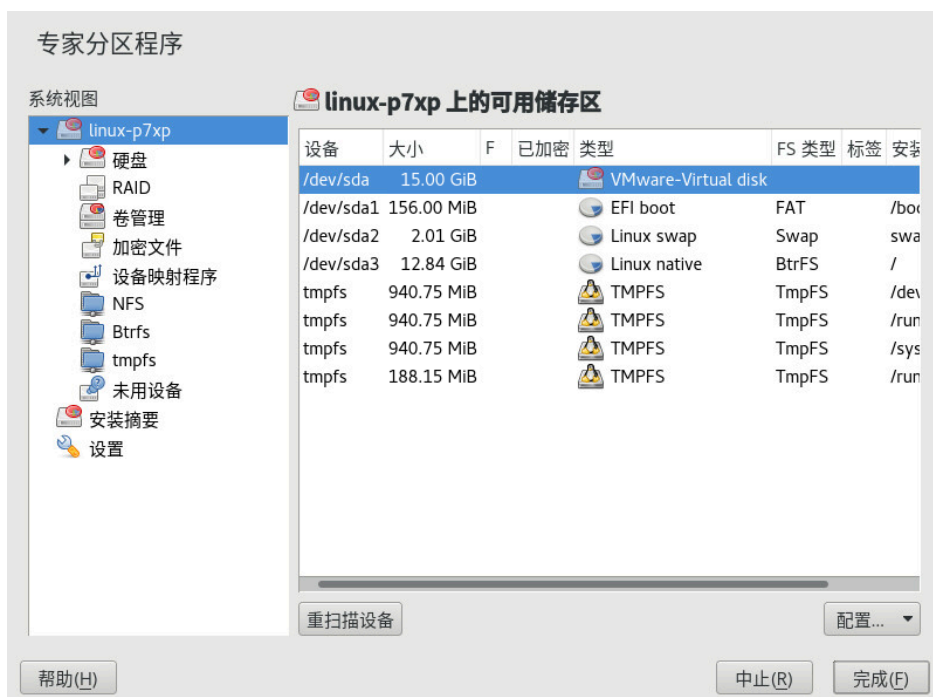 专家分区程序
系统视图
linux-p7xp
硬盘
RAID
卷管理
加密文件
设备映射程序
NFS
Btrfs
tmpfs
未用设备
安装摘要
设置
linux-p7xp 上的可用储存区
设备 大小 F 已加密 类型 FS 类型 标签 安装
/dev/sda 15.00 GiB VMware-Virtual disk
/dev/sda1 156.00 MiB EFI boot FAT /boo
/dev/sda2 2.01 GiB Linux swap Swap swa
/dev/sda3 12.84 GiB Linux native BtrFS /
tmpfs 940.75 MiB TMPFS TmpFS /dev
tmpfs 940.75 MiB TMPFS TmpFS /run
tmpfs 940.75 MiB TMPFS TmpFS /sys
tmpfs 188.15 MiB TMPFS TmpFS /run
重扫描设备 配置...
帮助(H) 中止(R) 完成(F)